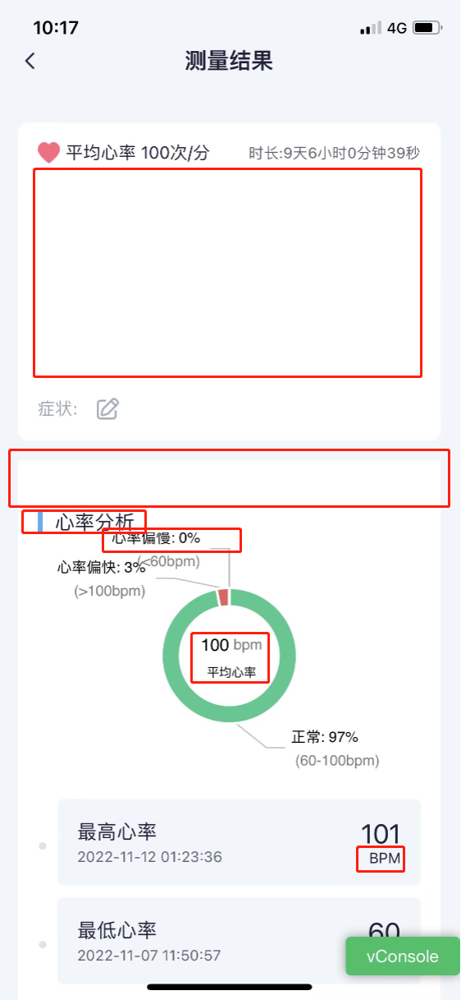 10:17
4G
测量结果
平均心率 100次/分
时长:9天6小时0分钟39秒
症状:
心率分析
心率偏慢: 0%
(<60bpm)
心率偏快: 3%
(>100bpm)
100 bpm
平均心率
正常: 97%
(60-100bpm)
最高心率
101
2022-11-12 01:23:36
BPM
最低心率
60
2022-11-07 11:50:57
vConsole